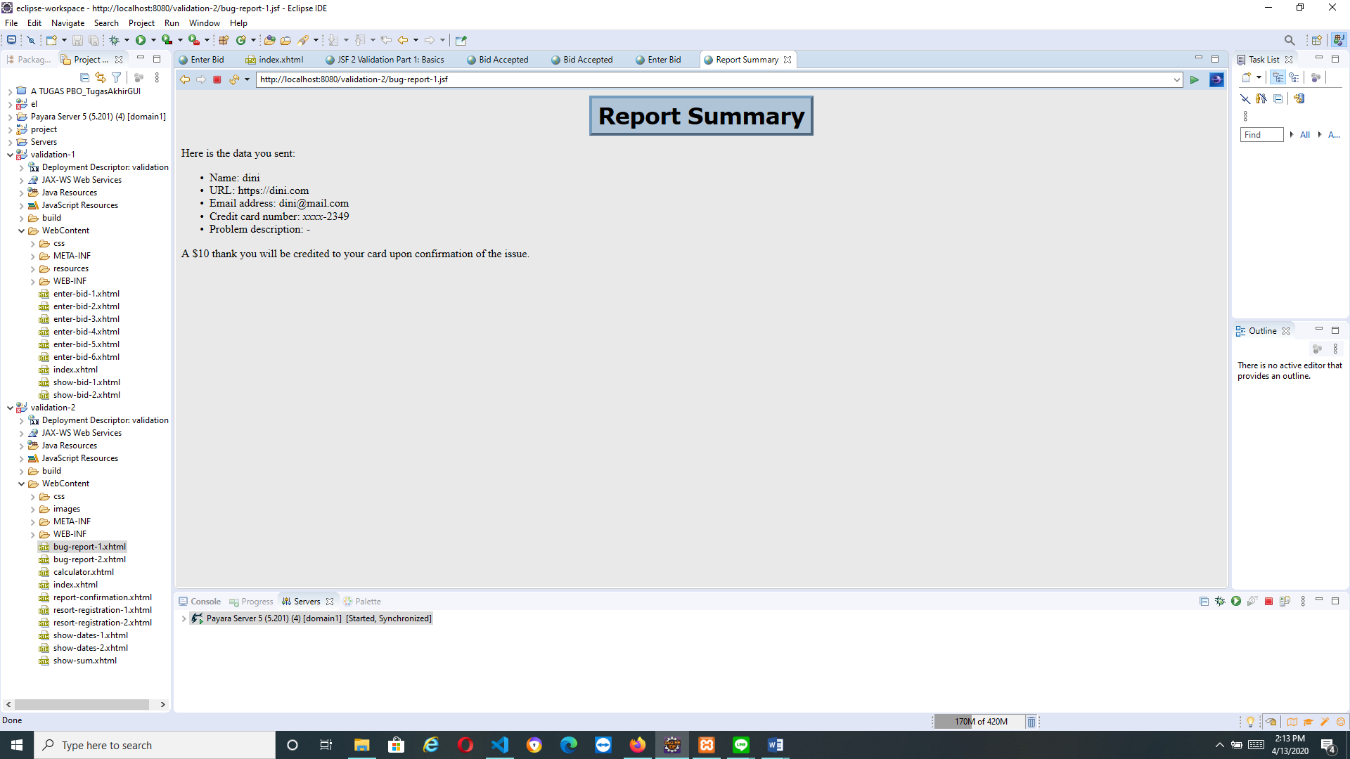 eclipse-workspace - http://localhost:8080/validation-2/bug-report-1.jsf - Eclipse IDE
File Edit Navigate Search Project Run Window Help
Packag... Project ...
Enter Bid index.xhtml JSF 2 Validation Part 1: Basics Bid Accepted Bid Accepted Enter Bid Report Summary
http://localhost:8080/validation-2/bug-report-1.jsf
A TUGAS PBO_TugasAkhirGUI
el
Payara Server 5 (5.201) (4) [domain1]
project
Servers
validation-1
Deployment Descriptor: validation
JAX-WS Web Services
Java Resources
JavaScript Resources
build
WebContent
css
META-INF
resources
WEB-INF
enter-bid-1.xhtml
enter-bid-2.xhtml
enter-bid-3.xhtml
enter-bid-4.xhtml
enter-bid-5.xhtml
enter-bid-6.xhtml
index.xhtml
show-bid-1.xhtml
show-bid-2.xhtml
validation-2
Deployment Descriptor: validation
JAX-WS Web Services
Java Resources
JavaScript Resources
build
WebContent
css
images
META-INF
WEB-INF
bug-report-1.xhtml
bug-report-2.xhtml
calculator.xhtml
index.xhtml
report-confirmation.xhtml
resort-registration-1.xhtml
resort-registration-2.xhtml
show-dates-1.xhtml
show-dates-2.xhtml
show-sum.xhtml
Report Summary
Here is the data you sent:
• Name: dini
• URL: https://dini.com
• Email address: dini@mail.com
• Credit card number: xxxx-2349
• Problem description: -
A $10 thank you will be credited to your card upon confirmation of the issue.
Task List
Find All A...
Outline
There is no active editor that
provides an outline.
Console Progress Servers Palette
Payara Server 5 (5.201) (4) [domain1] [Started, Synchronized]
Done
170M of 420M
Type here to search
2:13 PM
4/13/2020
4